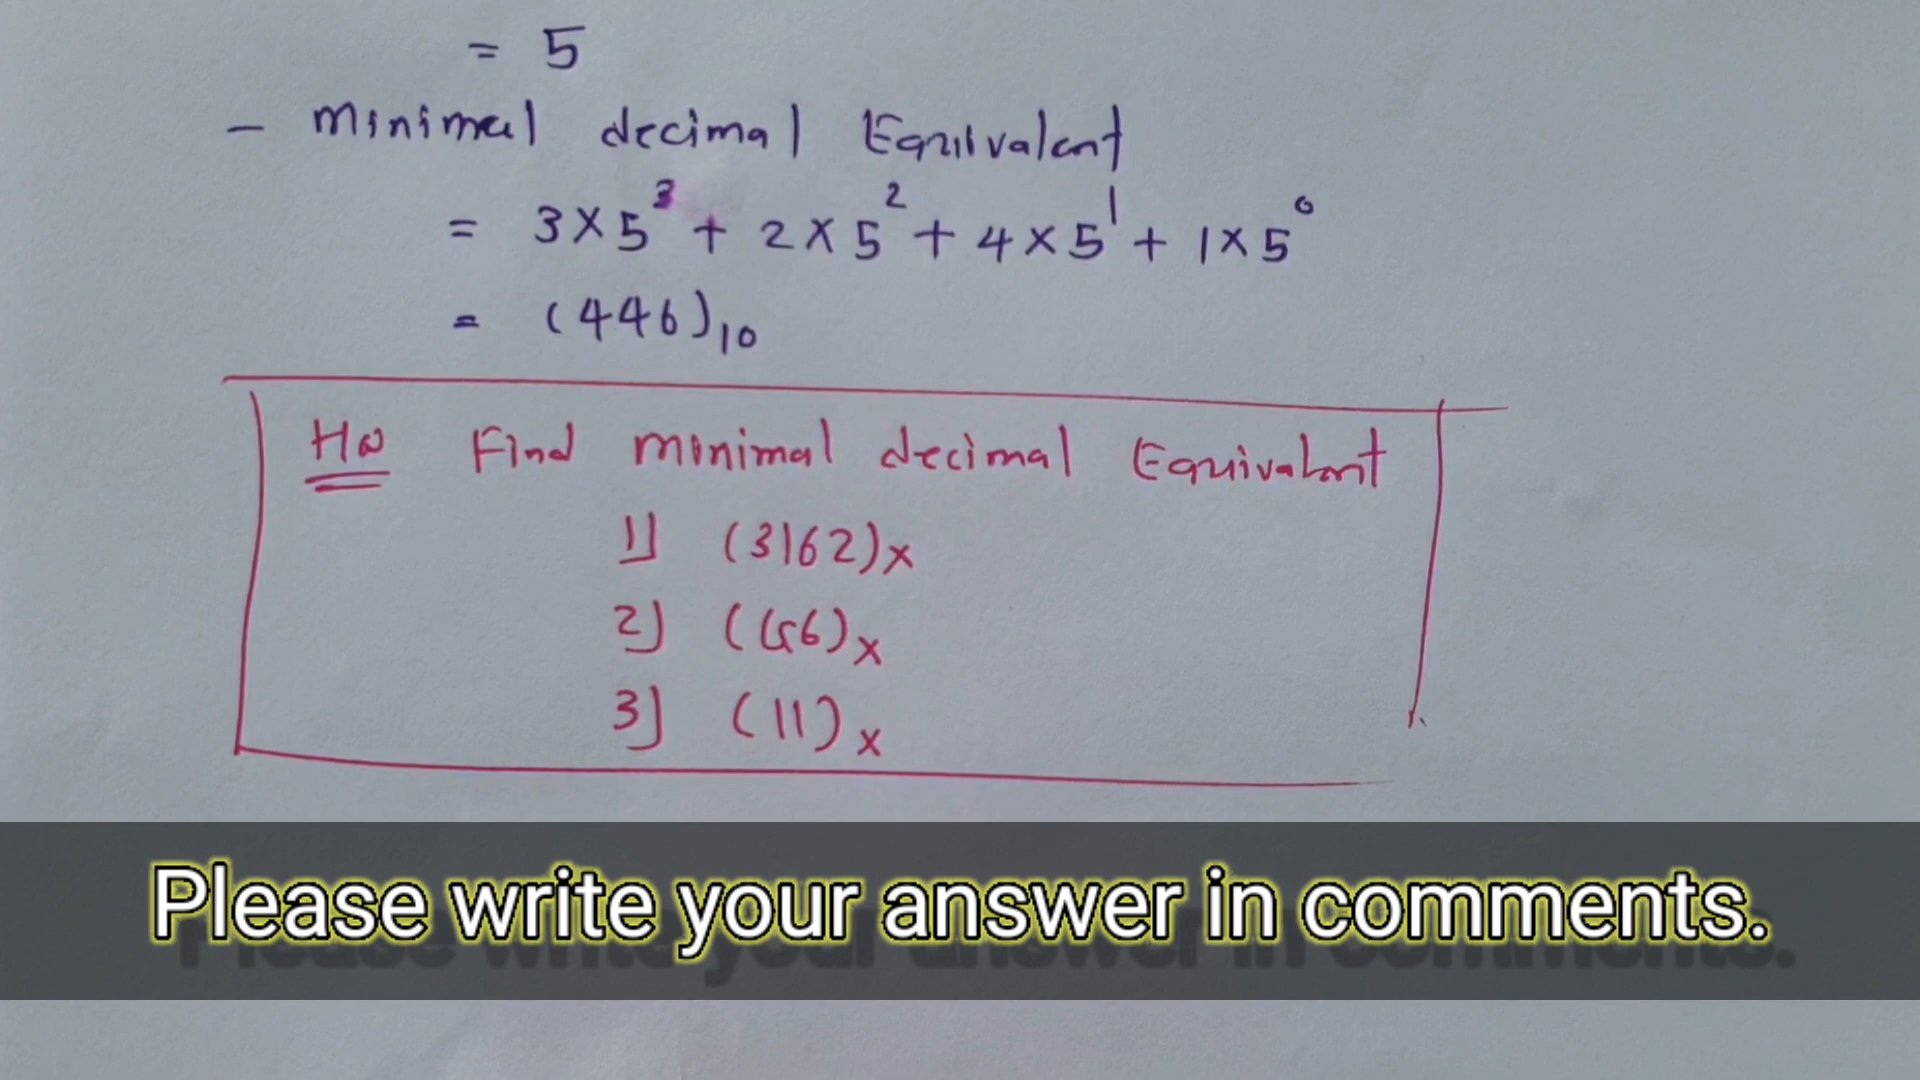 = 5
- Minimal decimal Equivalent
= 3×5³ + 2×5² + 4×5¹ + 1×5⁰
= (446)₁₀
HW Find minimal decimal Equivalent
1) (3162)x
2) (56)x
3) (11)x
Please write your answer in comments.